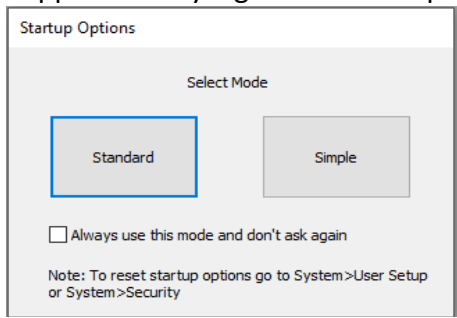 Startup Options
Select Mode
Standard Simple
Always use this mode and don't ask again
Note: To reset startup options go to System>User Setup
or System>Security